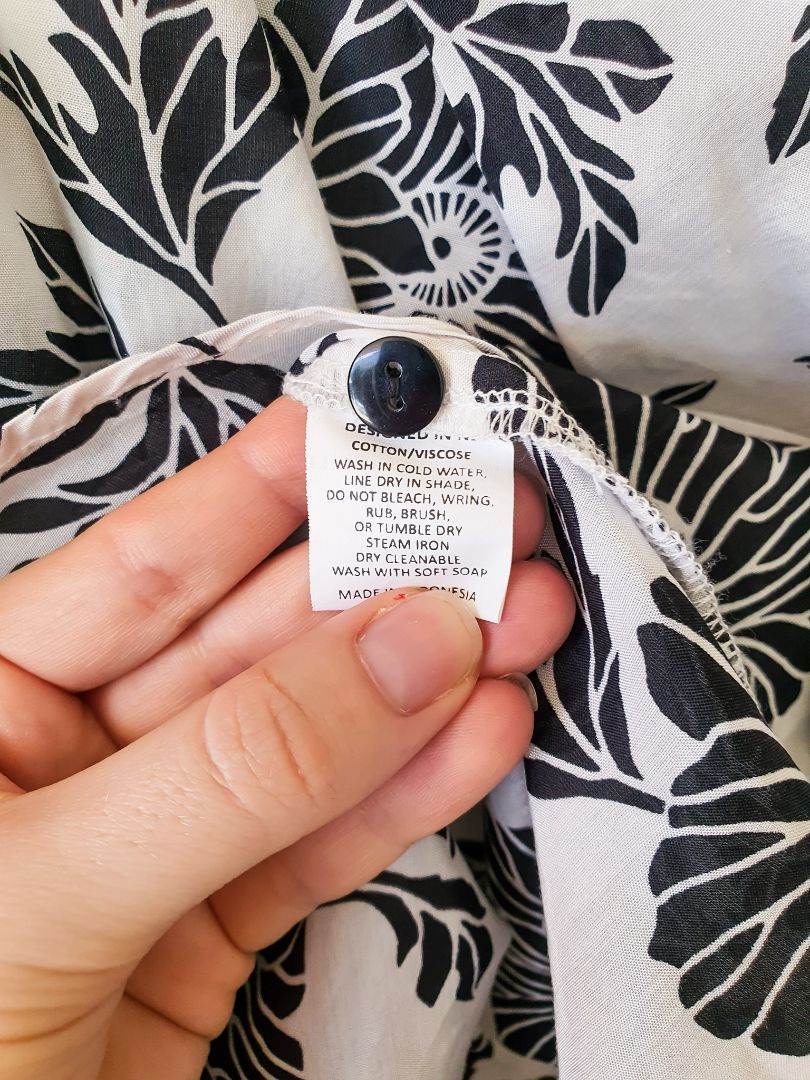 DESIGNED IN
COTTON/VISCOSE
WASH IN COLD WATER,
LINE DRY IN SHADE,
DO NOT BLEACH, WRING,
RUB, BRUSH,
OR TUMBLE DRY
STEAM IRON
DRY CLEANABLE
WASH WITH SOFT SOAP
MADE IN INDONESIA